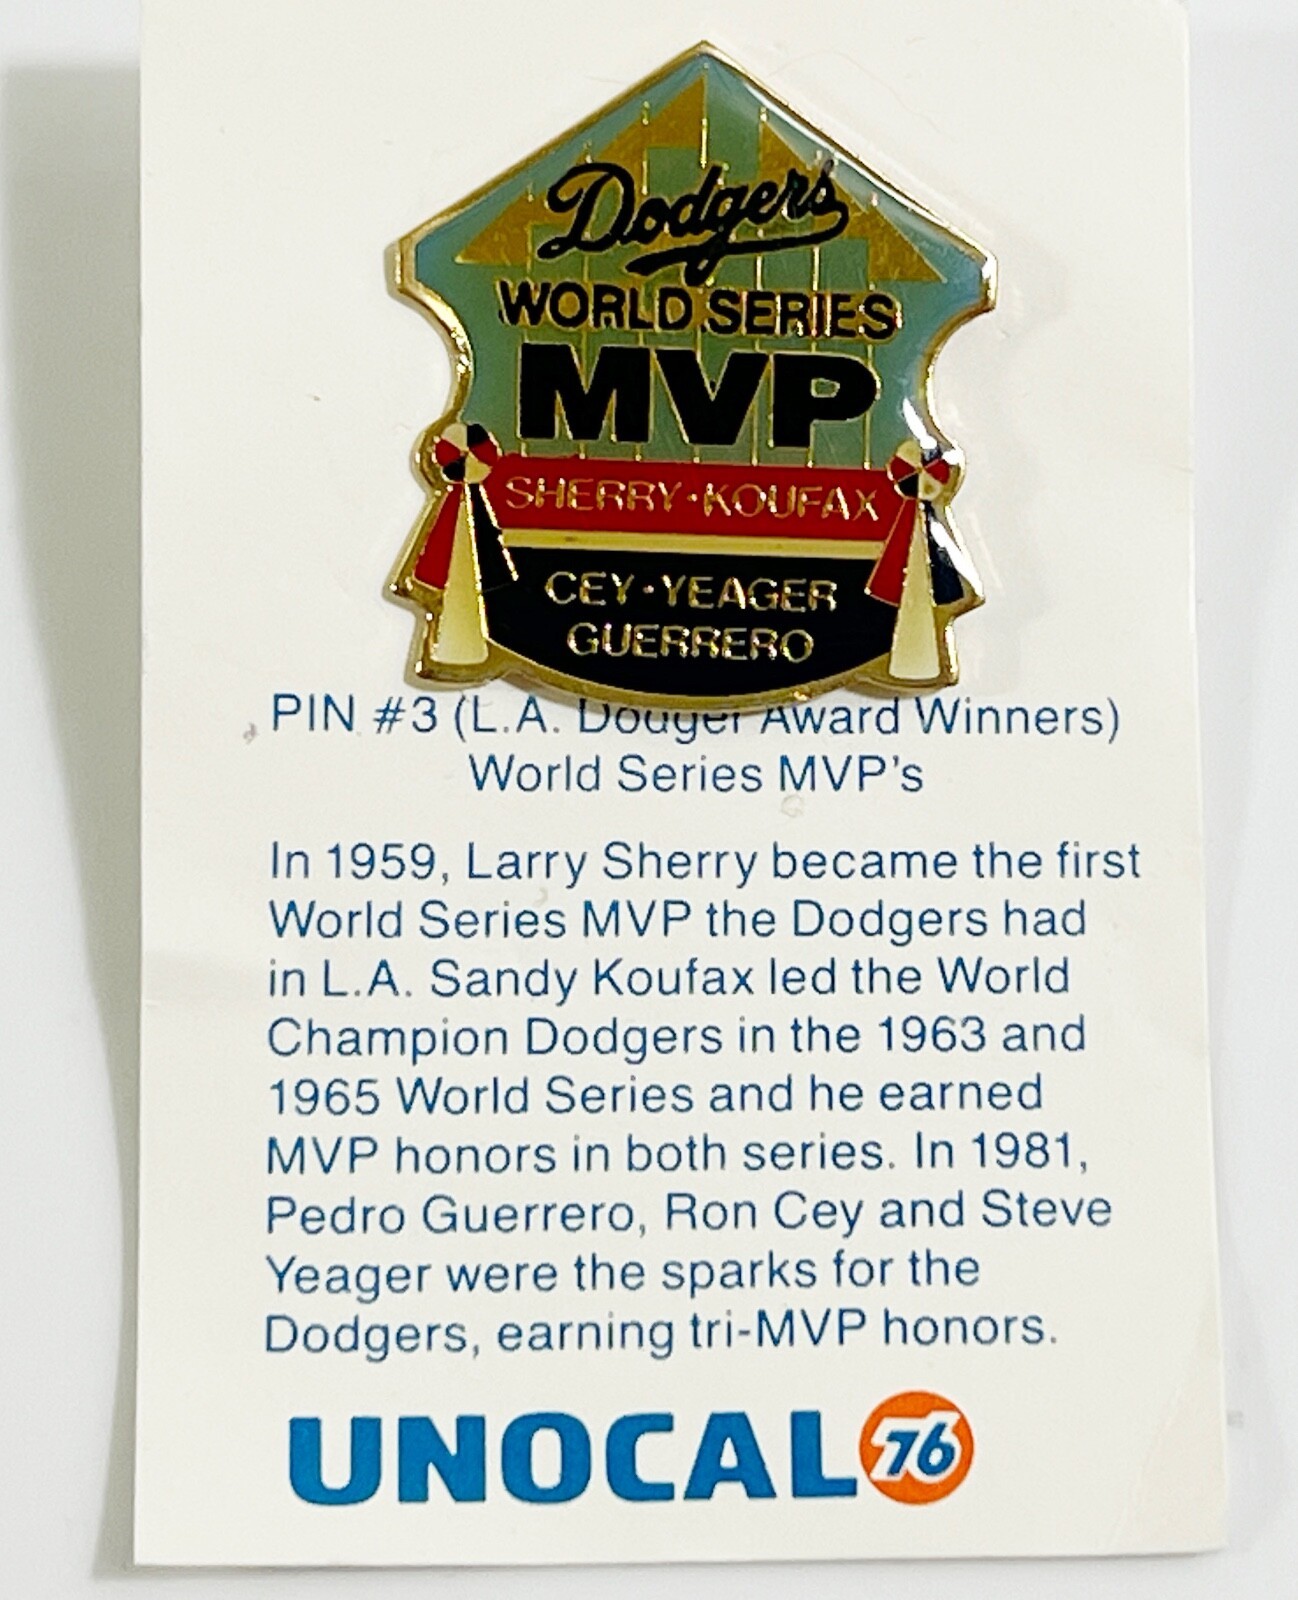 Dodgers
WORLD SERIES
MVP
SHERRY·KOUFAX
CEY·YEAGER
GUERRERO
PIN #3 (L.A. Dodger Award Winners)
World Series MVP's
In 1959, Larry Sherry became the first
World Series MVP the Dodgers had
in L.A. Sandy Koufax led the World
Champion Dodgers in the 1963 and
1965 World Series and he earned
MVP honors in both series. In 1981,
Pedro Guerrero, Ron Cey and Steve
Yeager were the sparks for the
Dodgers, earning tri-MVP honors.
UNOCAL 76